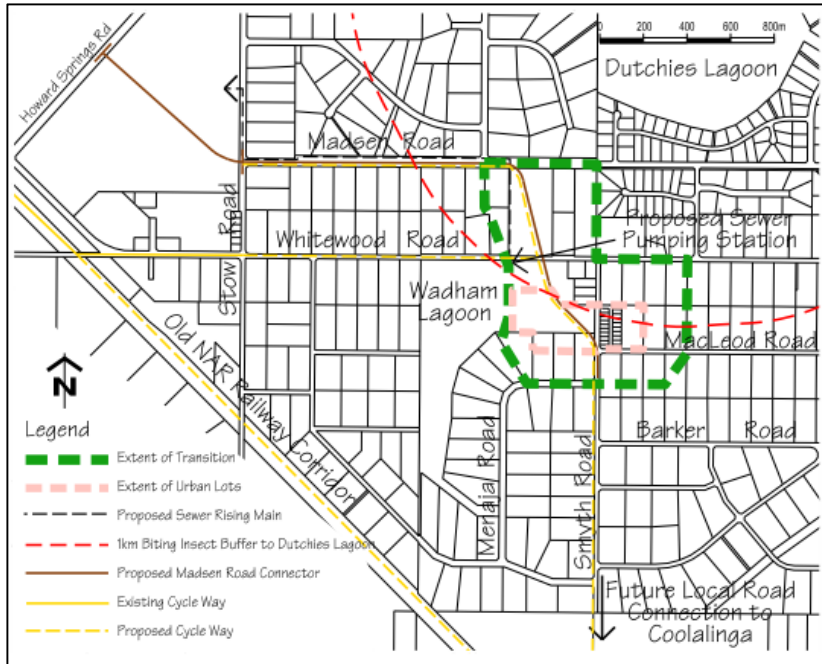 Howard Springs Rd
0 200 400 600 800m
Dutchies Lagoon
Madsen Road
Stow Road
Whitewood Road
Proposed Sewer
Pumping Station
Wadham
Lagoon
MacLeod Road
Old NAR Railway Corridor
N
Barker Road
Menaja Road
Smyth Road
Legend
Extent of Transition
Extent of Urban Lots
Proposed Sewer Rising Main
1km Biting Insect Buffer to Dutchies Lagoon
Proposed Madsen Road Connector
Existing Cycle Way
Proposed Cycle Way
Future Local Road
Connection to
Coolalinga